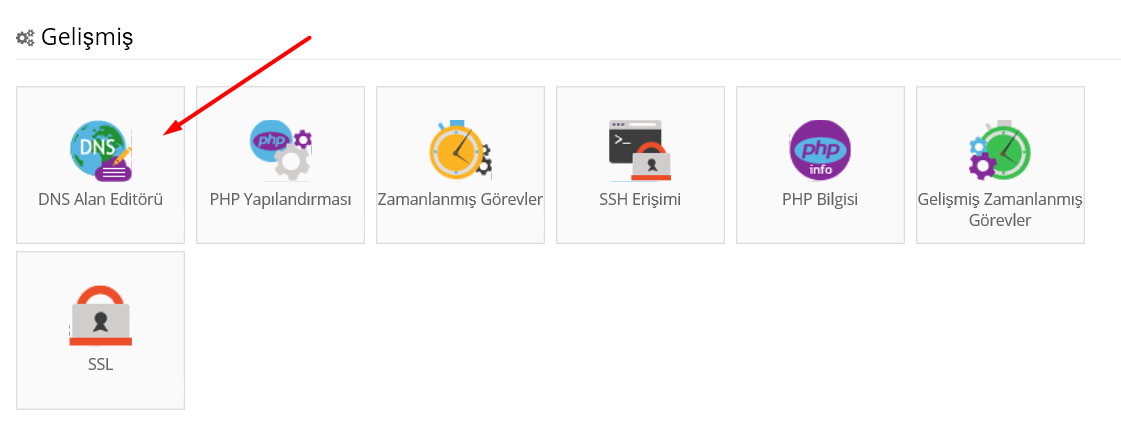 Gelişmiş
DNS
DNS Alan Editörü
php
PHP Yapılandırması
Zamanlanmış Görevler
>_
SSH Erişimi
php
info
PHP Bilgisi
Gelişmiş Zamanlanmış
Görevler
SSL